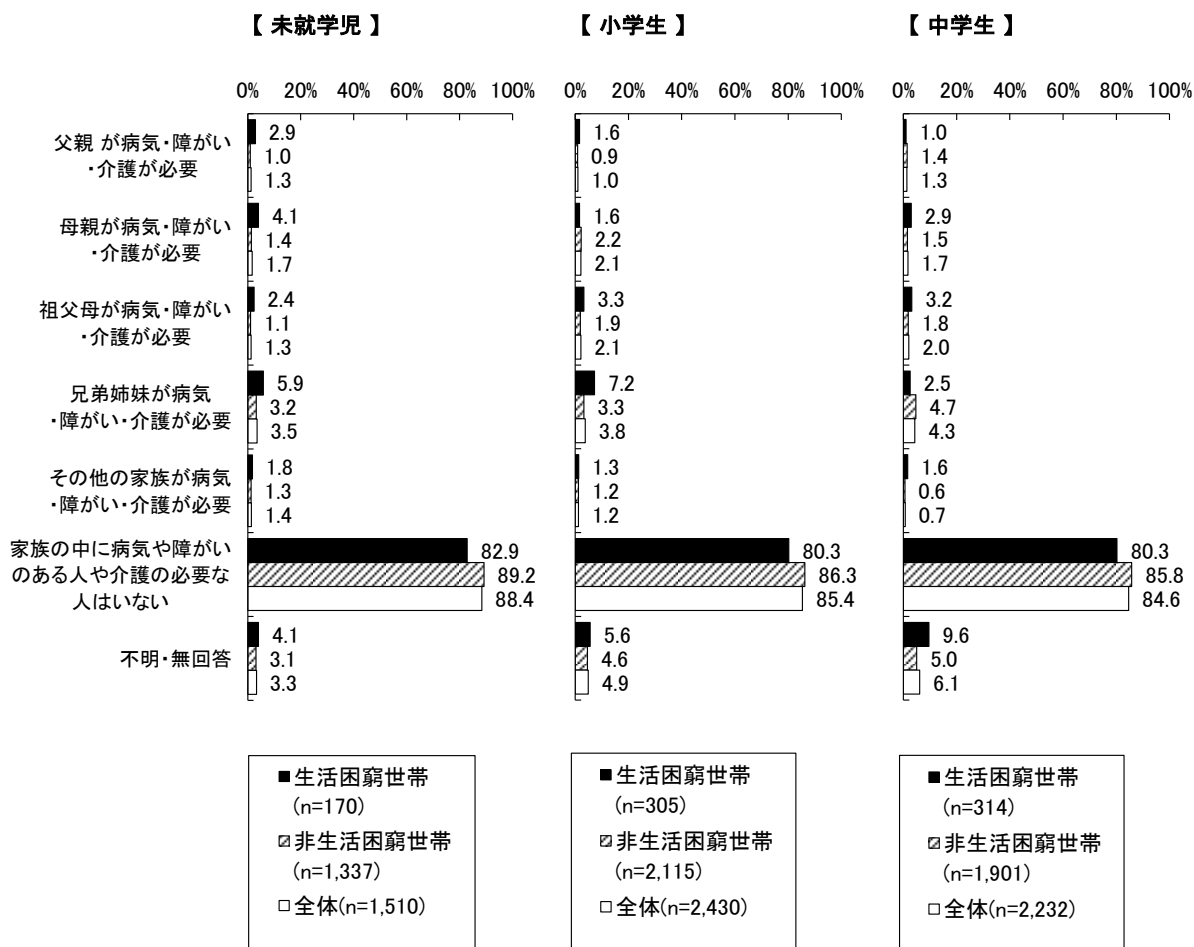 【 未就学児 】
【 小学生 】
【 中学生 】
0% 20% 40% 60% 80% 100%
0% 20% 40% 60% 80% 100%
0% 20% 40% 60% 80% 100%
父親 が病気・障がい
・介護が必要
2.9
1.0
1.3
1.6
0.9
1.0
1.0
1.4
1.3
母親が病気・障がい
・介護が必要
4.1
1.4
1.7
1.6
2.2
2.1
2.9
1.5
1.7
祖父母が病気・障がい
・介護が必要
2.4
1.1
1.3
3.3
1.9
2.1
3.2
1.8
2.0
兄弟姉妹が病気
・障がい・介護が必要
5.9
3.2
3.5
7.2
3.3
3.8
2.5
4.7
4.3
その他の家族が病気
・障がい・介護が必要
1.8
1.3
1.4
1.3
1.2
1.2
1.6
0.6
0.7
家族の中に病気や障がい
のある人や介護の必要な
人はいない
82.9
89.2
88.4
80.3
86.3
85.4
80.3
85.8
84.6
不明・無回答
4.1
3.1
3.3
5.6
4.6
4.9
9.6
5.0
6.1
生活困窮世帯
(n=170)
非生活困窮世帯
(n=1,337)
全体(n=1,510)
生活困窮世帯
(n=305)
非生活困窮世帯
(n=2,115)
全体(n=2,430)
生活困窮世帯
(n=314)
非生活困窮世帯
(n=1,901)
全体(n=2,232)